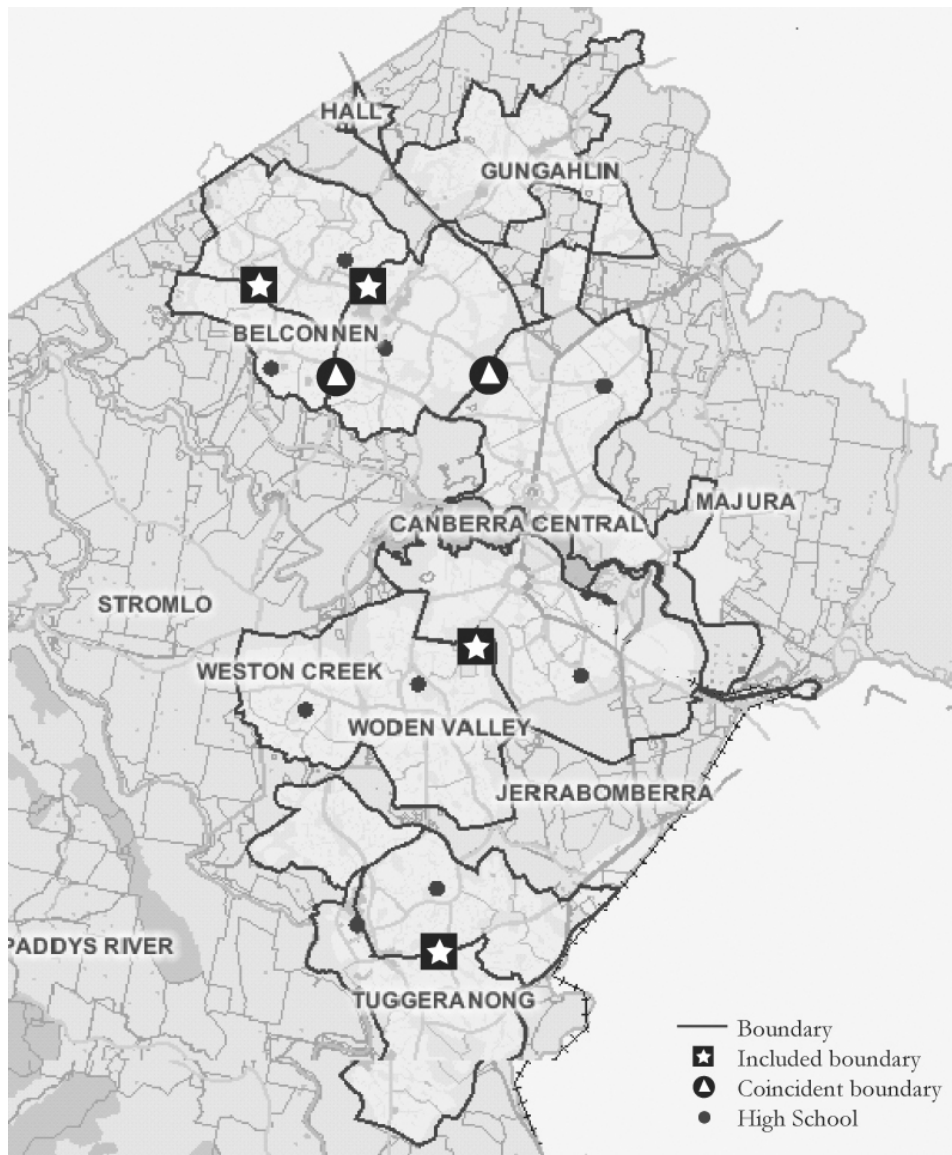 HALL
GUNGAHLIN
BELCONNEN
MAJURA
CANBERRA CENTRAL
STROMLO
WESTON CREEK
WODEN VALLEY
JERRABOMBERRA
PADDYS RIVER
TUGGERANONG
Boundary
Included boundary
Coincident boundary
High School